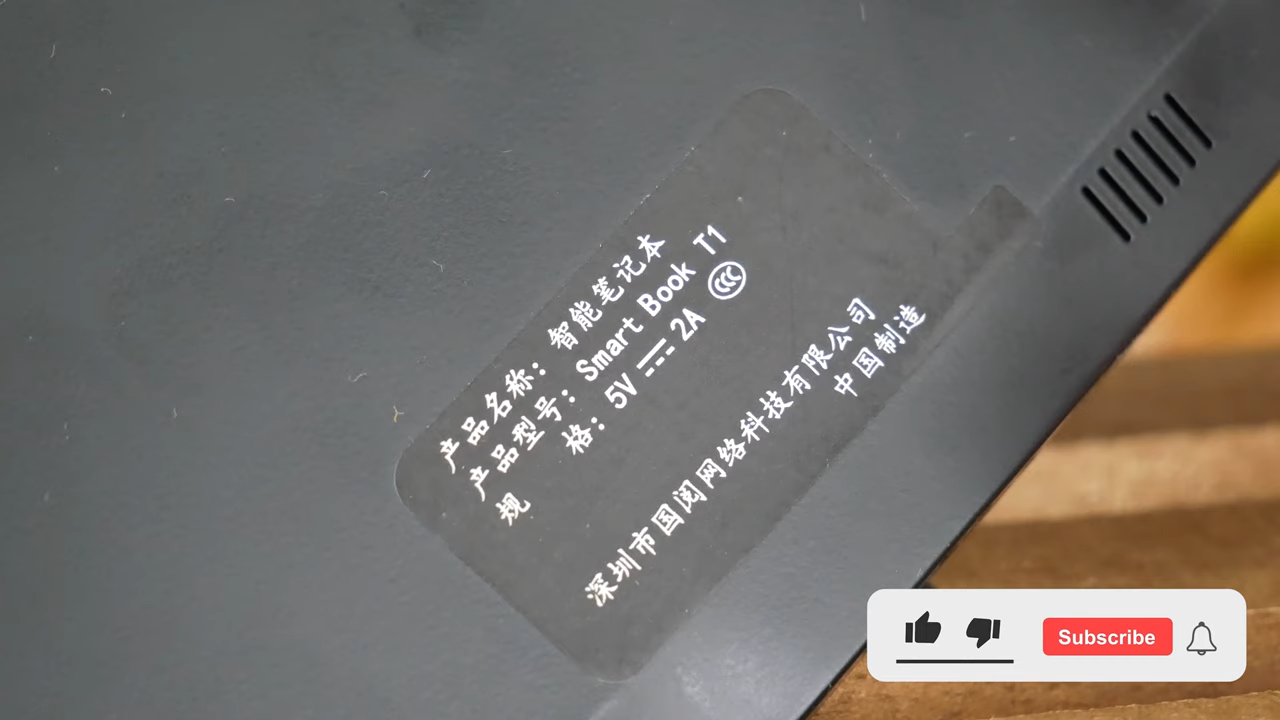 产品名称：智能笔记本
产品型号：Smart Book T1
规格：5V ⎓ 2A
CCC
深圳市国阅网络科技有限公司
中国制造
Subscribe